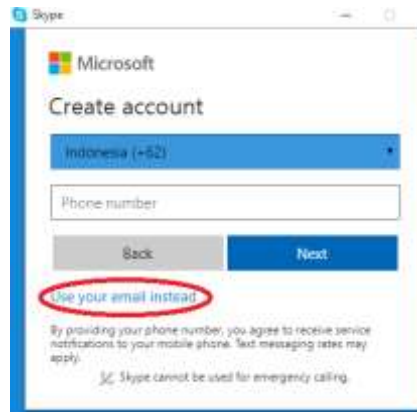 Skype
Microsoft
Create account
Indonesia (+62)
Phone number
Back Next
Use your email instead
By providing your phone number, you agree to receive service
notifications to your mobile phone. Text messaging rates may
apply.
Skype cannot be used for emergency calling